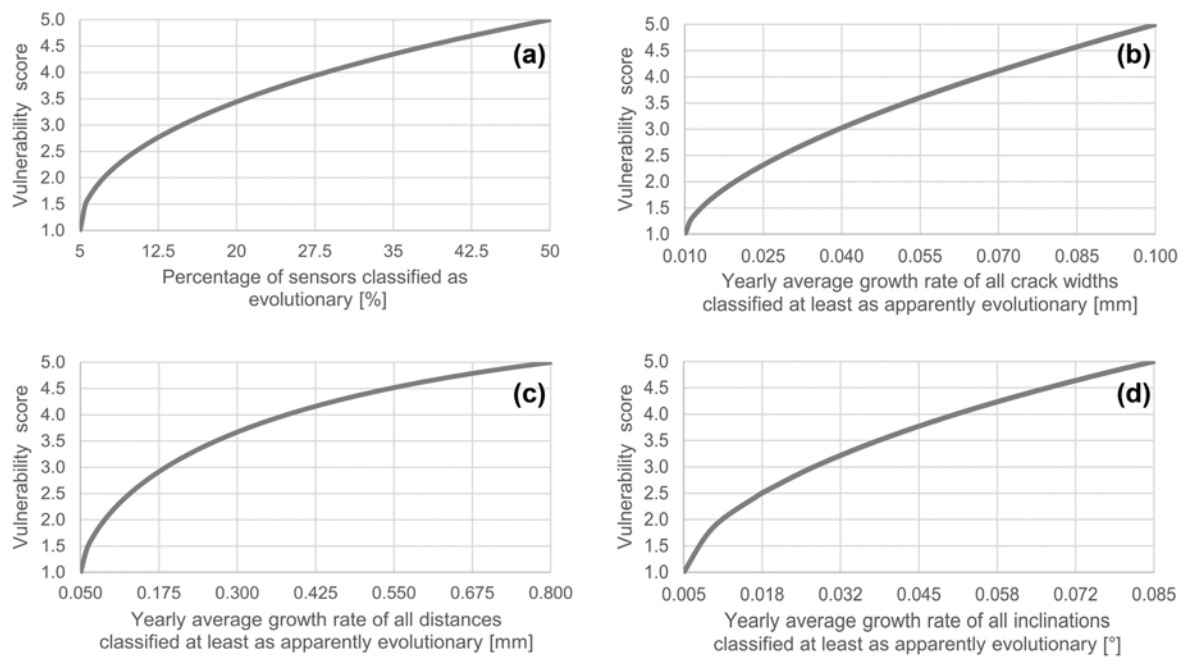 5.0
4.5
4.0
3.5
3.0
2.5
2.0
1.5
1.0
Vulnerability score
(a)
5 12.5 20 27.5 35 42.5 50
Percentage of sensors classified as
evolutionary [%]
5.0
4.5
4.0
3.5
3.0
2.5
2.0
1.5
1.0
Vulnerability score
(b)
0.010 0.025 0.040 0.055 0.070 0.085 0.100
Yearly average growth rate of all crack widths
classified at least as apparently evolutionary [mm]
5.0
4.5
4.0
3.5
3.0
2.5
2.0
1.5
1.0
Vulnerability score
(c)
0.050 0.175 0.300 0.425 0.550 0.675 0.800
Yearly average growth rate of all distances
classified at least as apparently evolutionary [mm]
5.0
4.5
4.0
3.5
3.0
2.5
2.0
1.5
1.0
Vulnerability score
(d)
0.005 0.018 0.032 0.045 0.058 0.072 0.085
Yearly average growth rate of all inclinations
classified at least as apparently evolutionary [°]